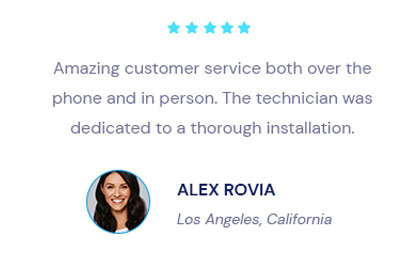 Amazing customer service both over the
phone and in person. The technician was
dedicated to a thorough installation.
ALEX ROVIA
Los Angeles, California